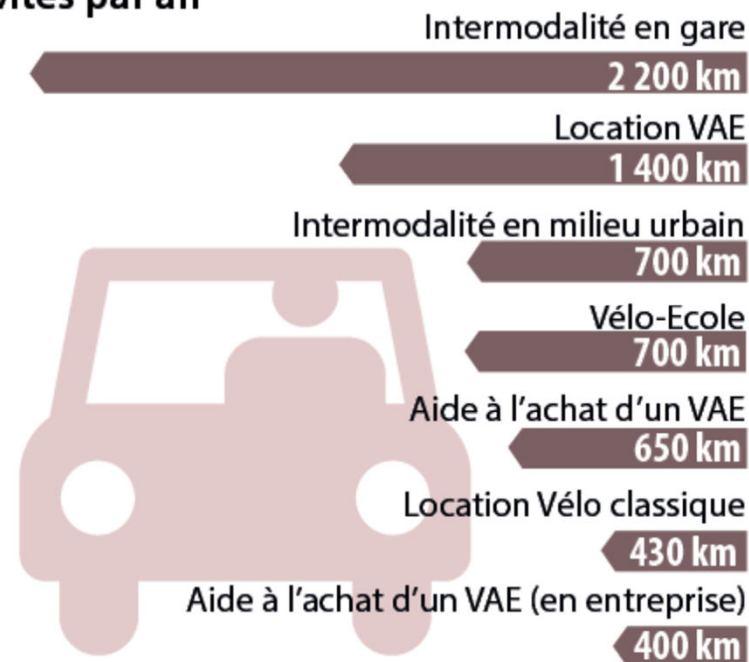 par an
Intermodalité en gare
2 200 km
Location VAE
1 400 km
Intermodalité en milieu urbain
700 km
Vélo-Ecole
700 km
Aide à l’achat d’un VAE
650 km
Location Vélo classique
430 km
Aide à l’achat d’un VAE (en entreprise)
400 km